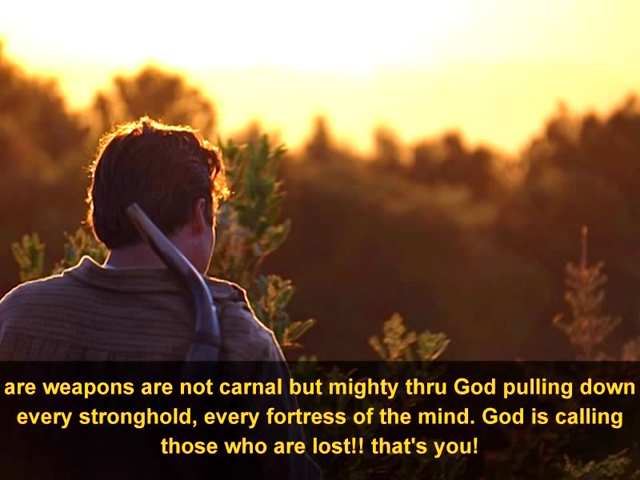 are weapons are not carnal but mighty thru God pulling down
every stronghold, every fortress of the mind. God is calling
those who are lost!! that's you!